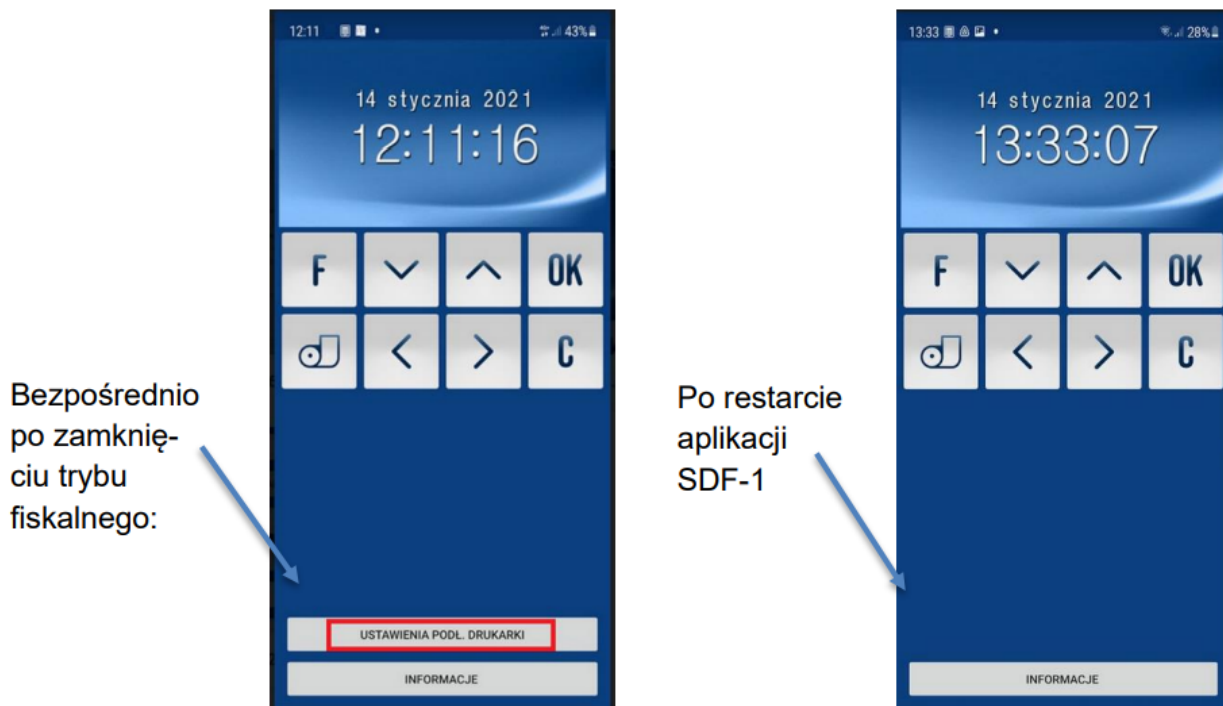 12:11
43%
14 stycznia 2021
12:11:16
F
OK
C
Bezpośrednio
po zamknię-
ciu trybu
fiskalnego:
USTAWIENIA PODŁ. DRUKARKI
INFORMACJE
13:33
28%
14 stycznia 2021
13:33:07
F
OK
C
Po restarcie
aplikacji
SDF-1
INFORMACJE